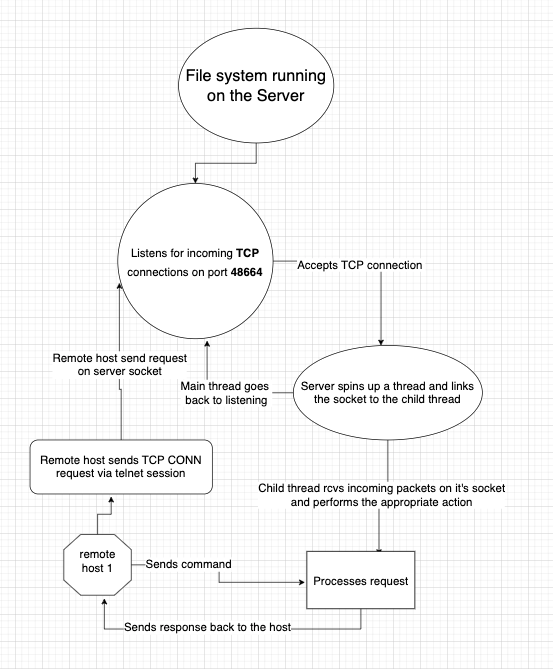 File system running
on the Server
Listens for incoming TCP
connections on port 48664
Accepts TCP connection
Remote host send request
on server socket
Main thread goes
back to listening
Server spins up a thread and links
the socket to the child thread
Remote host sends TCP CONN
request via telnet session
Child thread rcvs incoming packets on it's socket
and performs the appropriate action
remote
host 1
Sends command
Processes request
Sends response back to the host